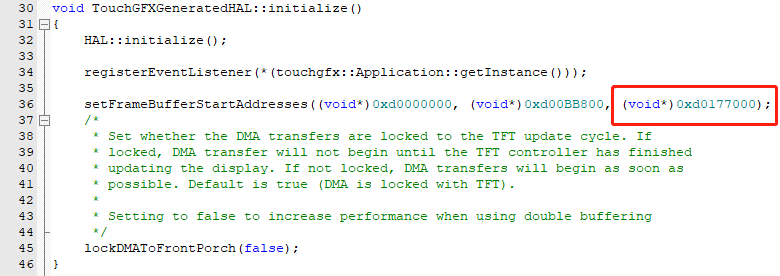 30 void TouchGFXGeneratedHAL::initialize()
31 {
32 HAL::initialize();
33
34 registerEventListener(*(touchgfx::Application::getInstance()));
35
36 setFrameBufferStartAddresses((void*)0xd0000000, (void*)0xd00BB800, (void*)0xd0177000);
37 /*
38 * Set whether the DMA transfers are locked to the TFT update cycle. If
39 * locked, DMA transfer will not begin until the TFT controller has finished
40 * updating the display. If not locked, DMA transfers will begin as soon as
41 * possible. Default is true (DMA is locked with TFT).
42 *
43 * Setting to false to increase performance when using double buffering
44 */
45 lockDMAToFrontPorch(false);
46 }